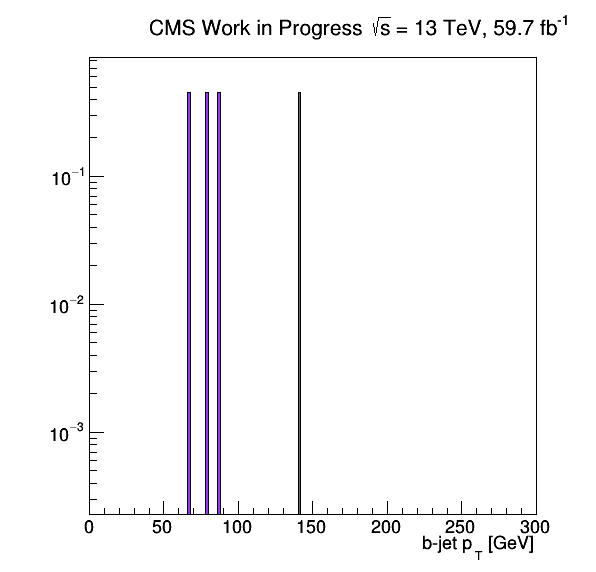 CMS Work in Progress √s = 13 TeV, 59.7 fb⁻¹
10⁻¹
10⁻²
10⁻³
0 50 100 150 200 250 300
b-jet p_T [GeV]